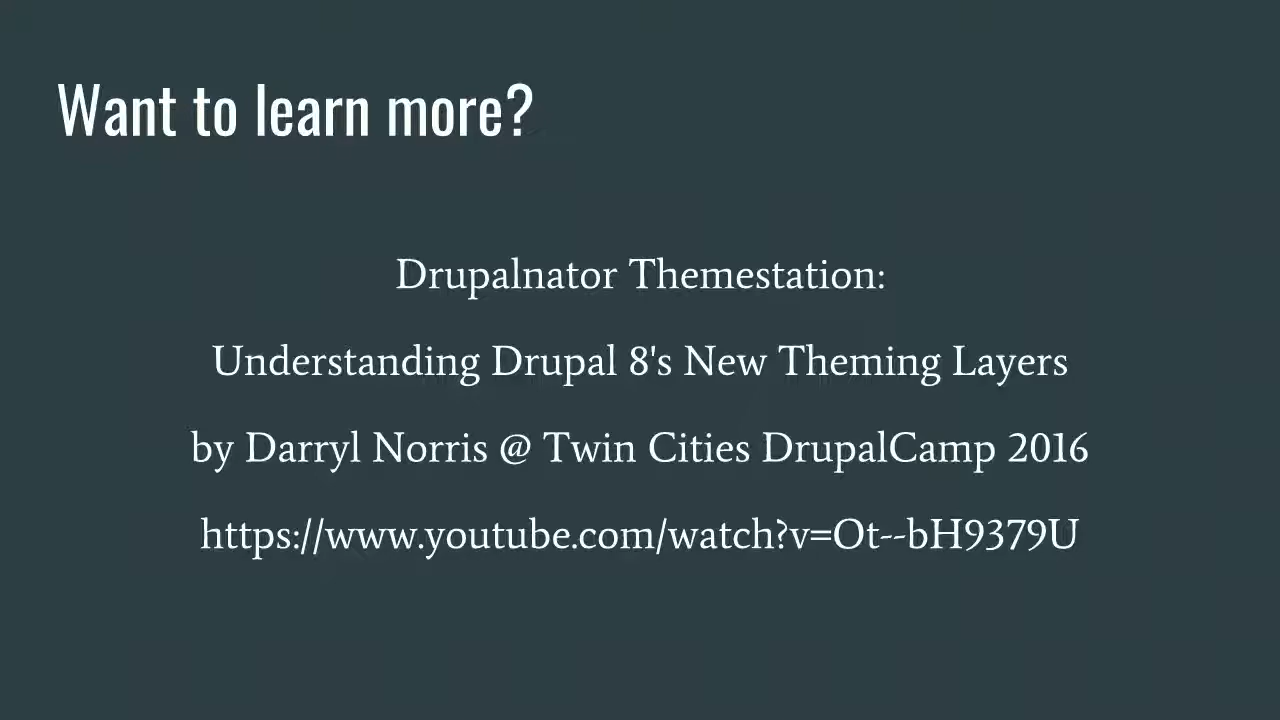 Want to learn more?
Drupalnator Themestation:
Understanding Drupal 8's New Theming Layers
by Darryl Norris @ Twin Cities DrupalCamp 2016
https://www.youtube.com/watch?v=Ot--bH9379U